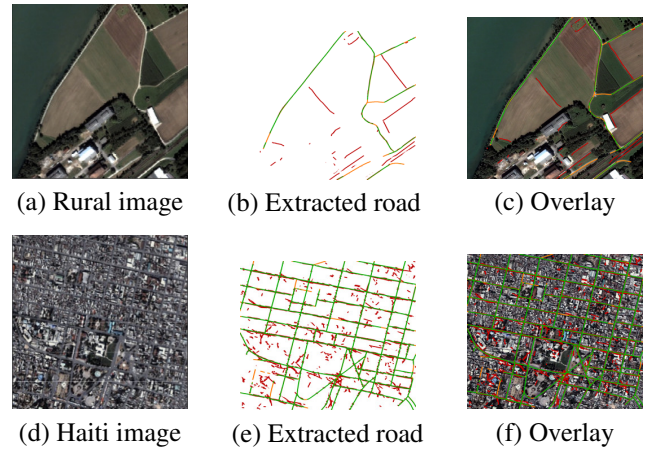 (a) Rural image
(b) Extracted road
(c) Overlay
(d) Haiti image
(e) Extracted road
(f) Overlay